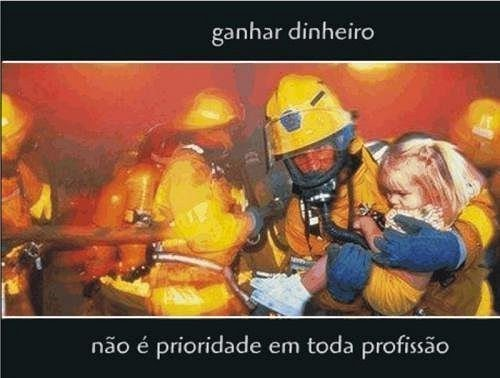 ganhar dinheiro
não é prioridade em toda profissão